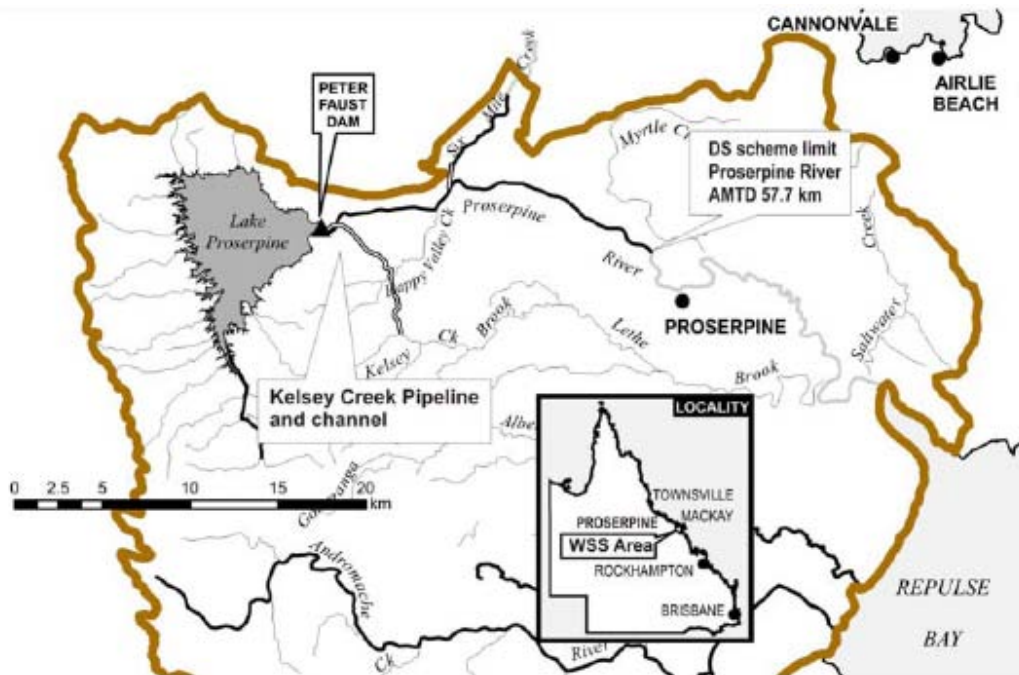 CANNONVALE
AIRLIE
BEACH
PETER
FAUST
DAM
Creek
Mile
Six
Myrtle C
DS scheme limit
Proserpine River
AMTD 57.7 km
Lake
Proserpine
Proserpine
River
Happy Valley Ck
Creek
Saltwater
PROSERPINE
Kelsey
Ck
Brook
Lethe
Brook
Kelsey Creek Pipeline
and channel
Albe
LOCALITY
TOWNSVILLE
MACKAY
PROSERPINE
WSS Area
ROCKHAMPTON
BRISBANE
0 2.5 5 10 15 20
km
Andromache
Ck
River
REPULSE
BAY